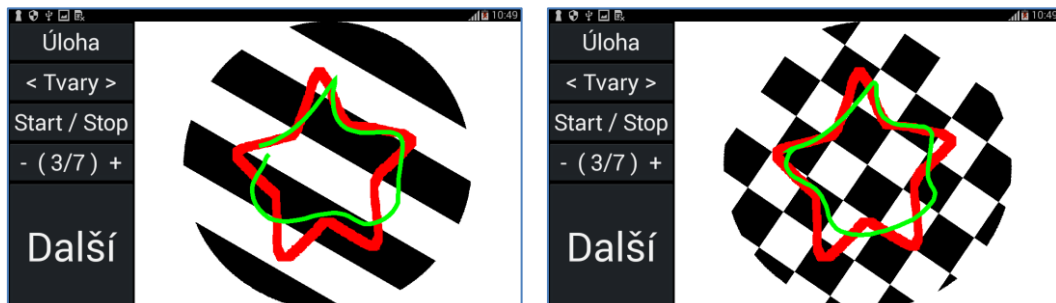 10:49
Úloha
< Tvary >
Start / Stop
- ( 3/7 ) +
Další
10:49
Úloha
< Tvary >
Start / Stop
- ( 3/7 ) +
Další